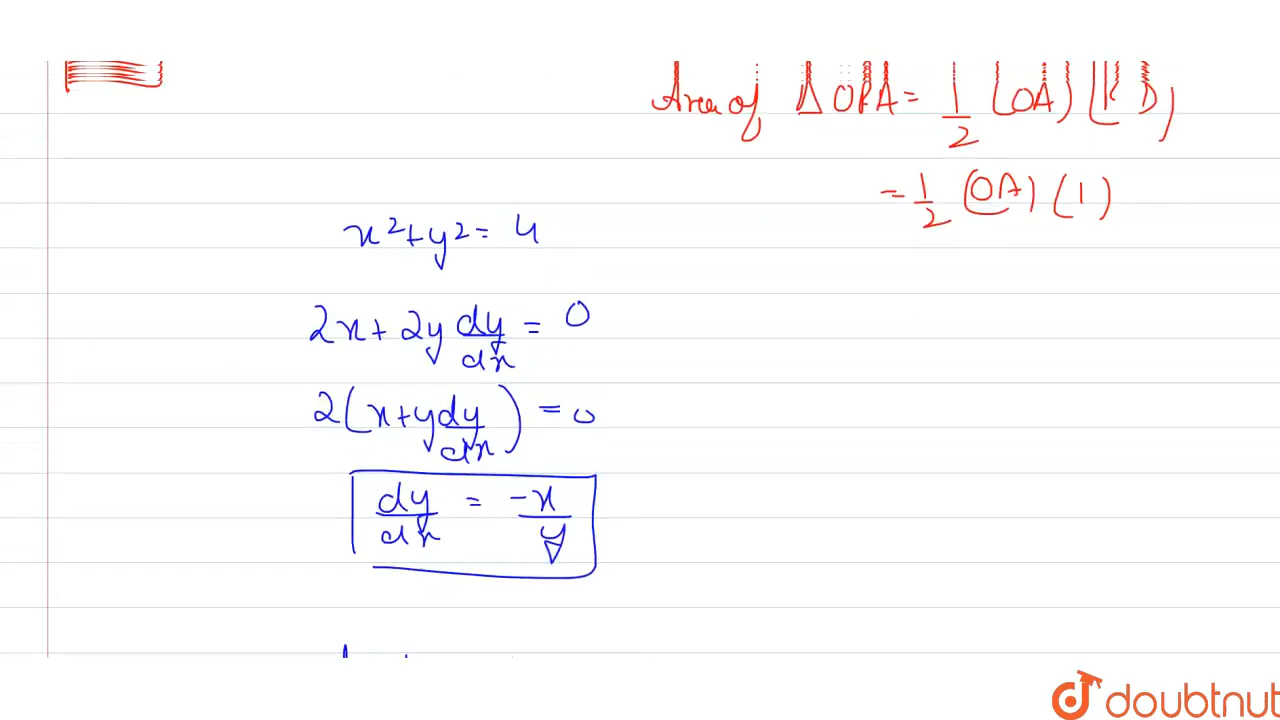 Area of Δ OPA = 1/2 (OA) (PD)
= 1/2 (OA) (1)
x² + y² = 4
2x + 2y dy/dx = 0
2(x + y dy/dx) = 0
dy/dx = -x/y
doubtnut